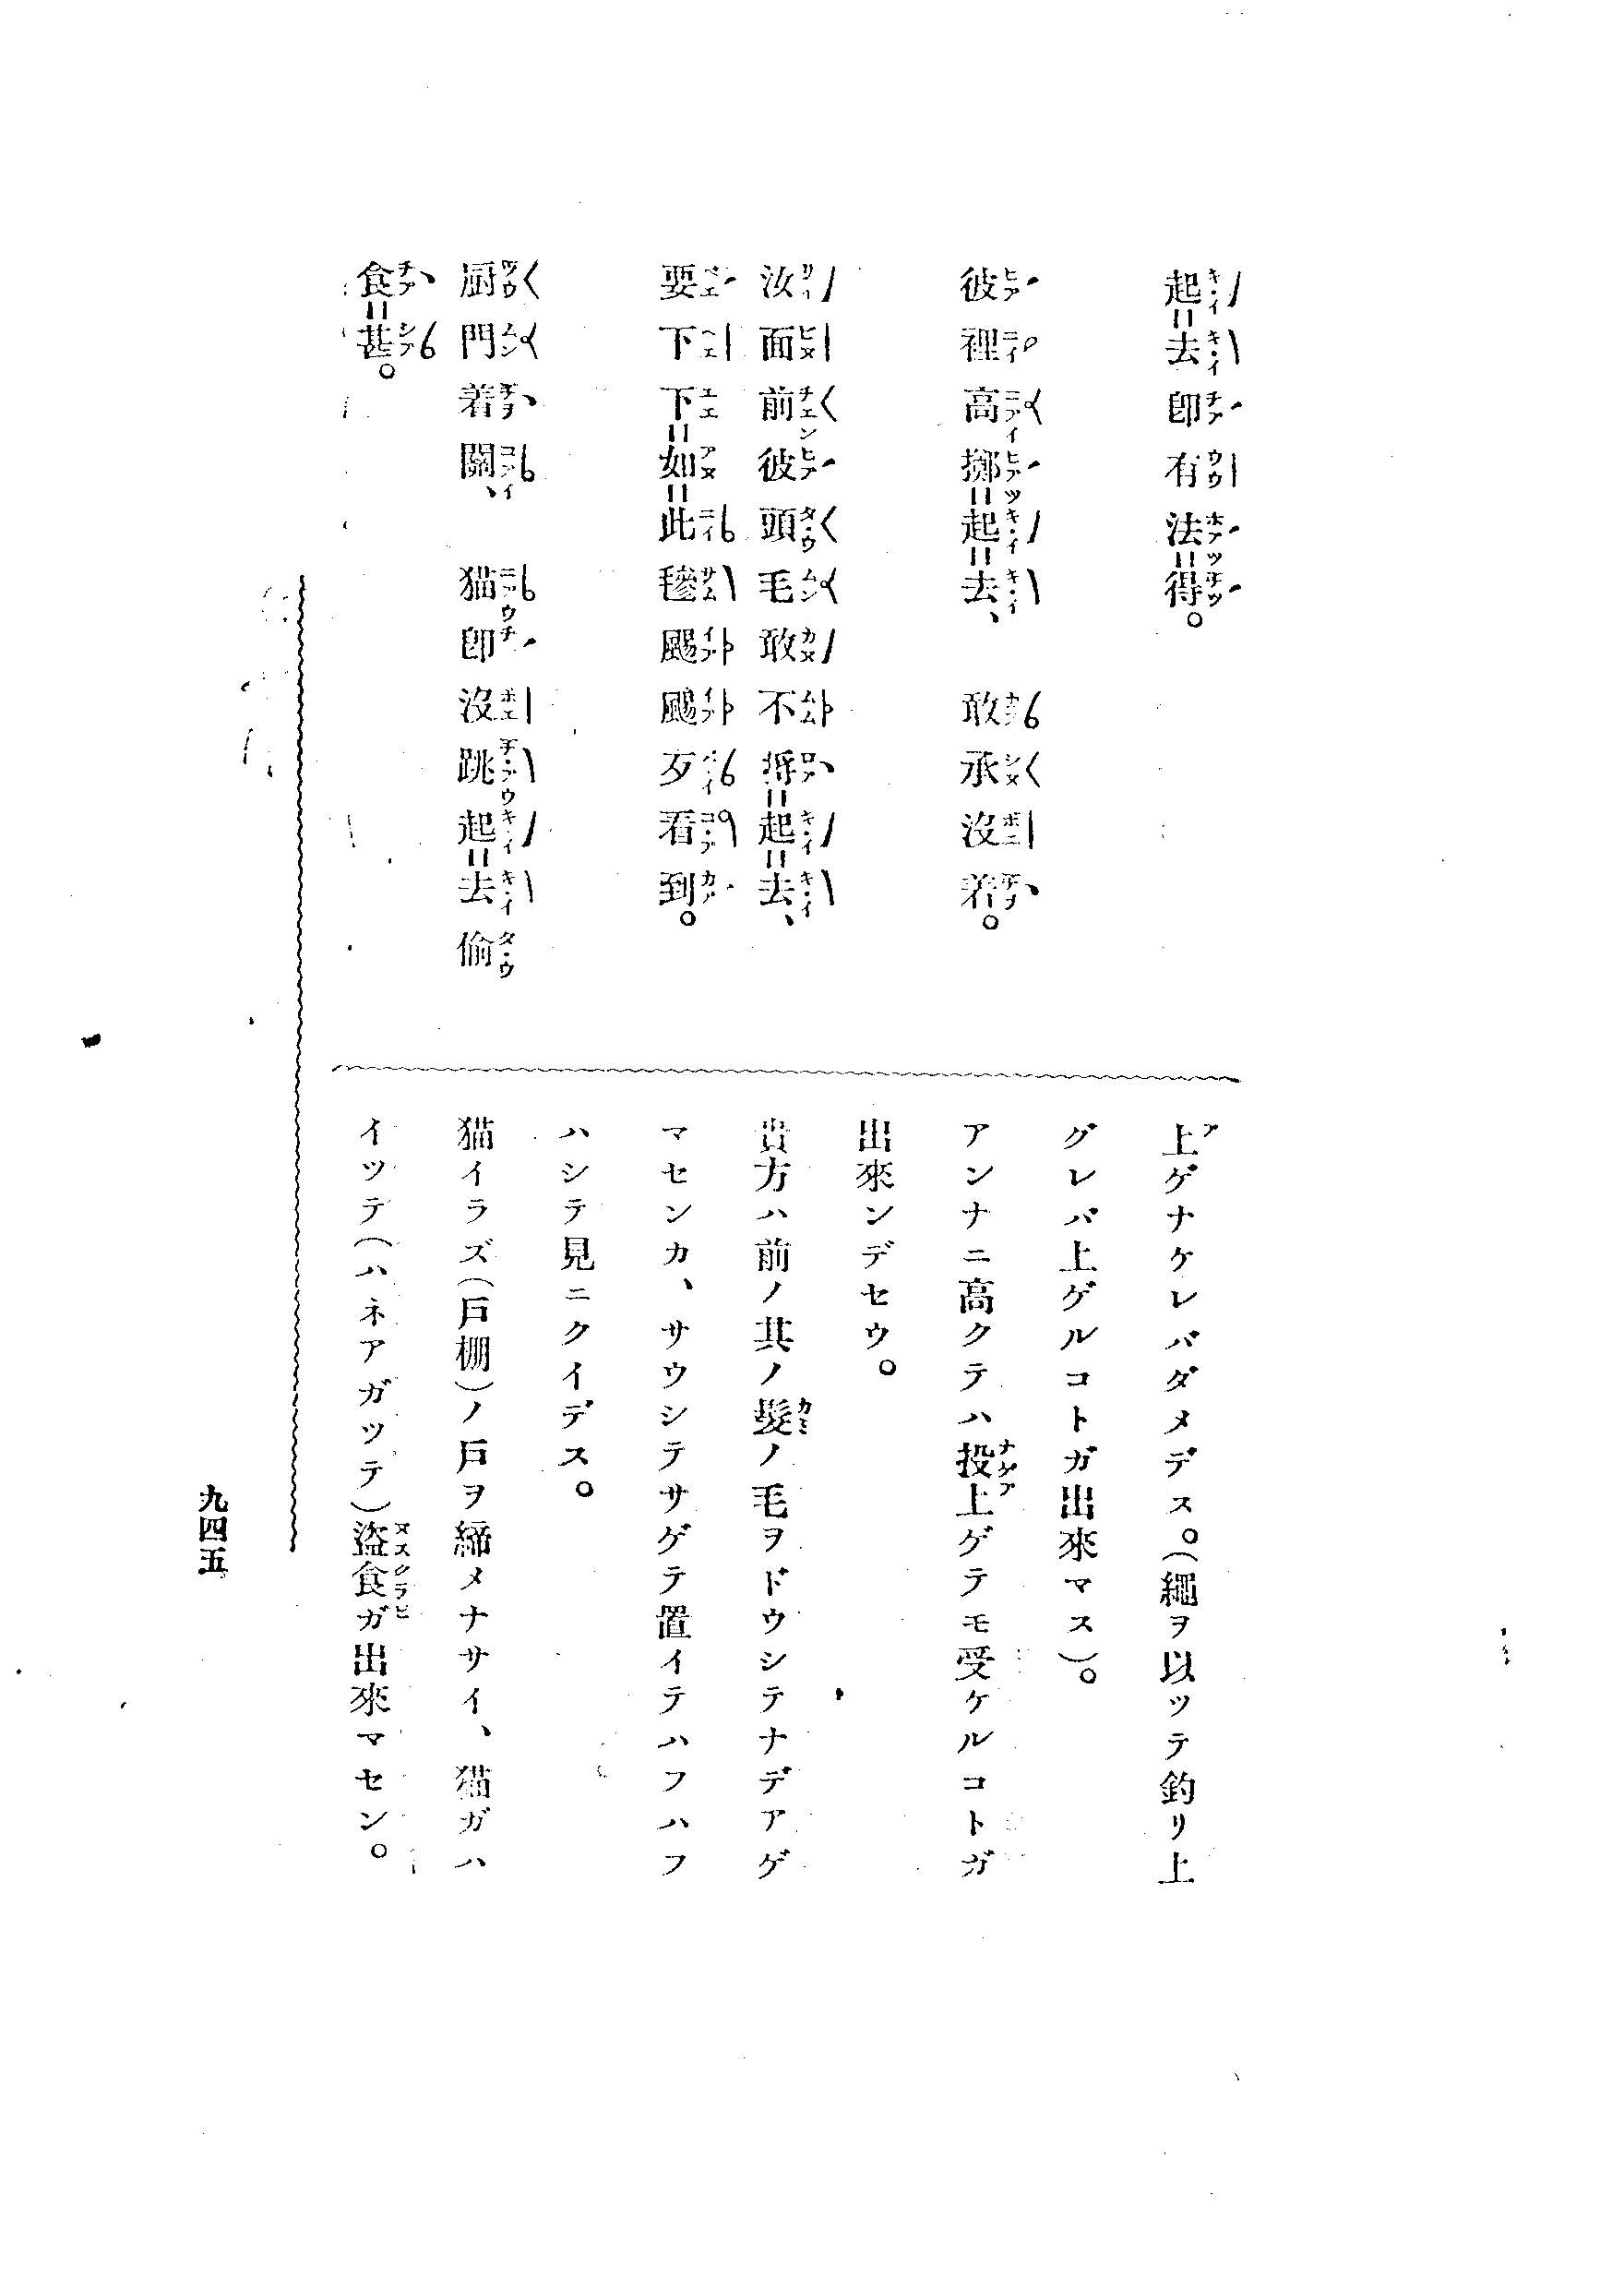 起=去卽有法=得。
彼裡高擲=起=去、敢承沒着。
汝面前彼頭毛敢不捋=起=去、
要下下=如=此毿颺颺歹看到。
厨門着關、猫卽沒跳起=去偷
食=甚。
上ゲナケレバダメデス。(繩ヲ以ッテ釣リ上
グレバ上ゲルコトガ出來マス)。
アンナニ高クテハ投上ゲテモ受ケルコトガ
出來ンデセウ。
貴方ハ前ノ其ノ髮ノ毛ヲドウシテナデアゲ
マセンカ、サウシテサゲテ置イテハフハフ
ハシテ見ニクイデス。
猫イラズ(戸棚)ノ戸ヲ締メナサイ、猫ガハ
イッテ(ハネアガッテ)盜食ガ出來マセン。
九四五